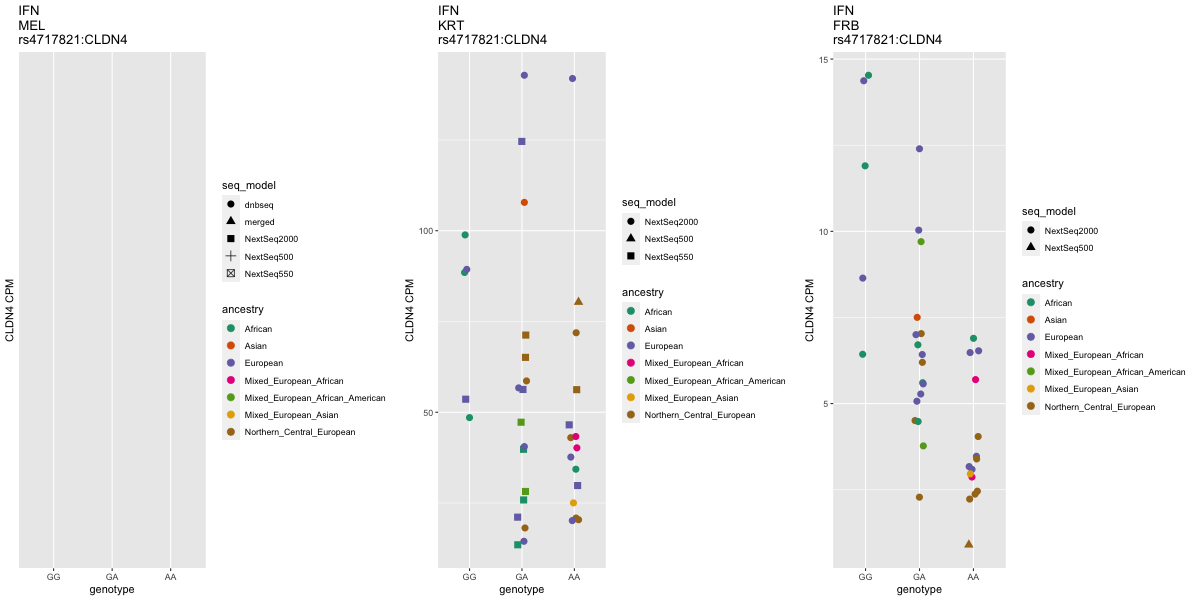 IFN
MEL
rs4717821:CLDN4
CLDN4 CPM
GG
GA
AA
genotype
seq_model
dnbseq
merged
NextSeq2000
NextSeq500
NextSeq550
ancestry
African
Asian
European
Mixed_European_African
Mixed_European_African_American
Mixed_European_Asian
Northern_Central_European
IFN
KRT
rs4717821:CLDN4
CLDN4 CPM
100
50
GG
GA
AA
genotype
seq_model
NextSeq2000
NextSeq500
NextSeq550
ancestry
African
Asian
European
Mixed_European_African
Mixed_European_African_American
Mixed_European_Asian
Northern_Central_European
IFN
FRB
rs4717821:CLDN4
CLDN4 CPM
15
10
5
GG
GA
AA
genotype
seq_model
NextSeq2000
NextSeq500
ancestry
African
Asian
European
Mixed_European_African
Mixed_European_African_American
Mixed_European_Asian
Northern_Central_European